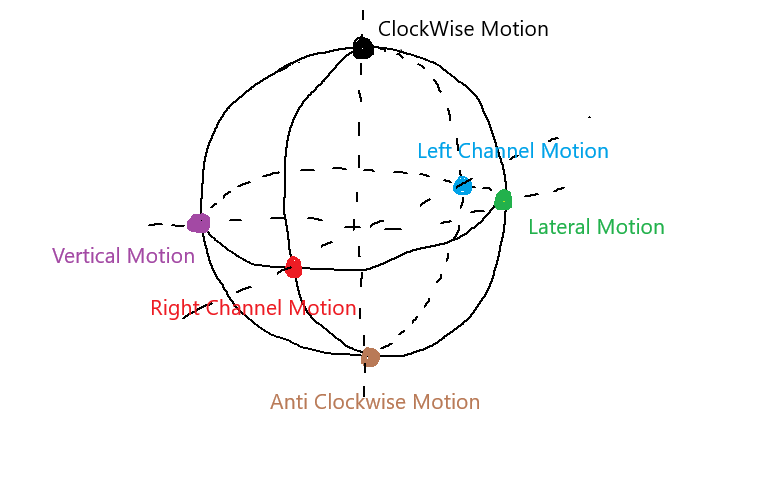 ClockWise Motion
Left Channel Motion
Lateral Motion
Vertical Motion
Right Channel Motion
Anti Clockwise Motion